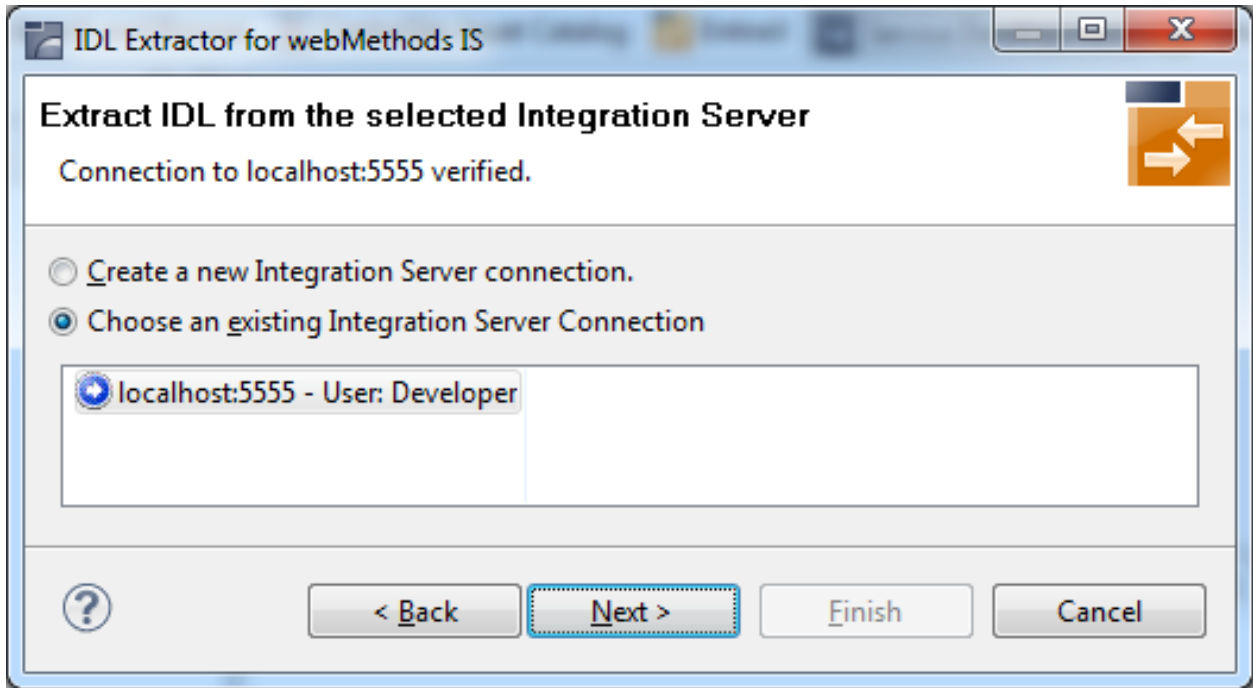 IDL Extractor for webMethods IS
Extract IDL from the selected Integration Server
Connection to localhost:5555 verified.
Create a new Integration Server connection.
Choose an existing Integration Server Connection
localhost:5555 - User: Developer
< Back
Next >
Finish
Cancel